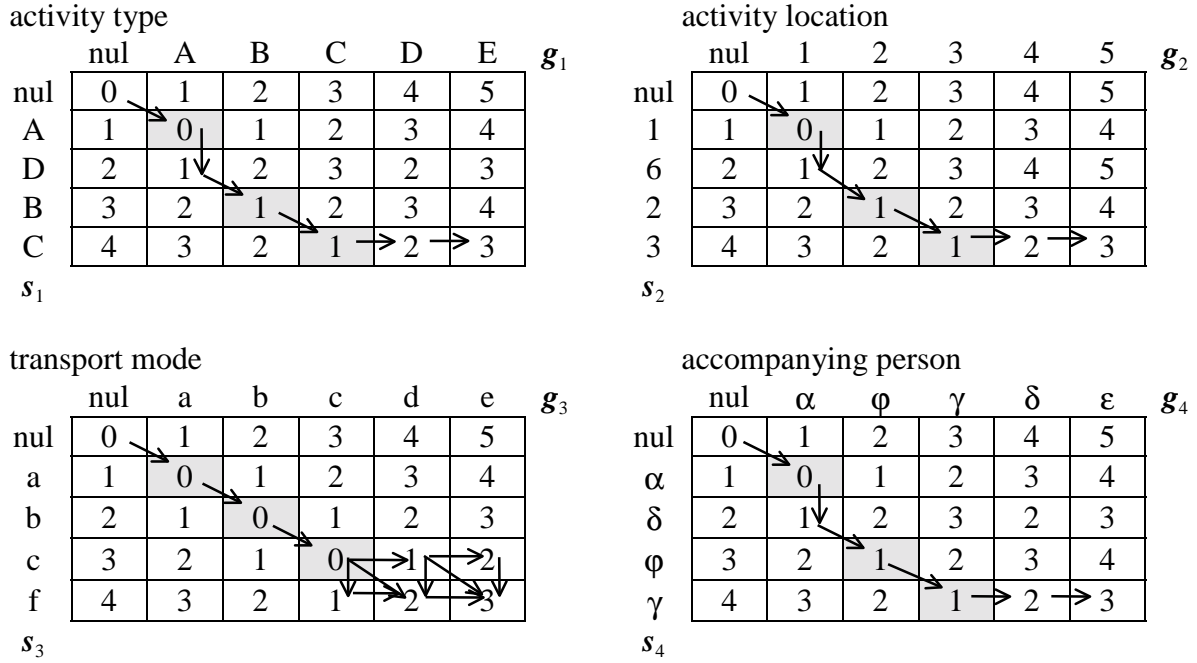 activity type
nul A B C D E g1
nul 0 1 2 3 4 5
A 1 0 1 2 3 4
D 2 1 2 3 2 3
B 3 2 1 2 3 4
C 4 3 2 1 2 3
s1
activity location
nul 1 2 3 4 5 g2
nul 0 1 2 3 4 5
1 1 0 1 2 3 4
6 2 1 2 3 4 5
2 3 2 1 2 3 4
3 4 3 2 1 2 3
s2
transport mode
nul a b c d e g3
nul 0 1 2 3 4 5
a 1 0 1 2 3 4
b 2 1 0 1 2 3
c 3 2 1 0 1 2
f 4 3 2 1 2 3
s3
accompanying person
nul α φ γ δ ε g4
nul 0 1 2 3 4 5
α 1 0 1 2 3 4
δ 2 1 2 3 2 3
φ 3 2 1 2 3 4
γ 4 3 2 1 2 3
s4